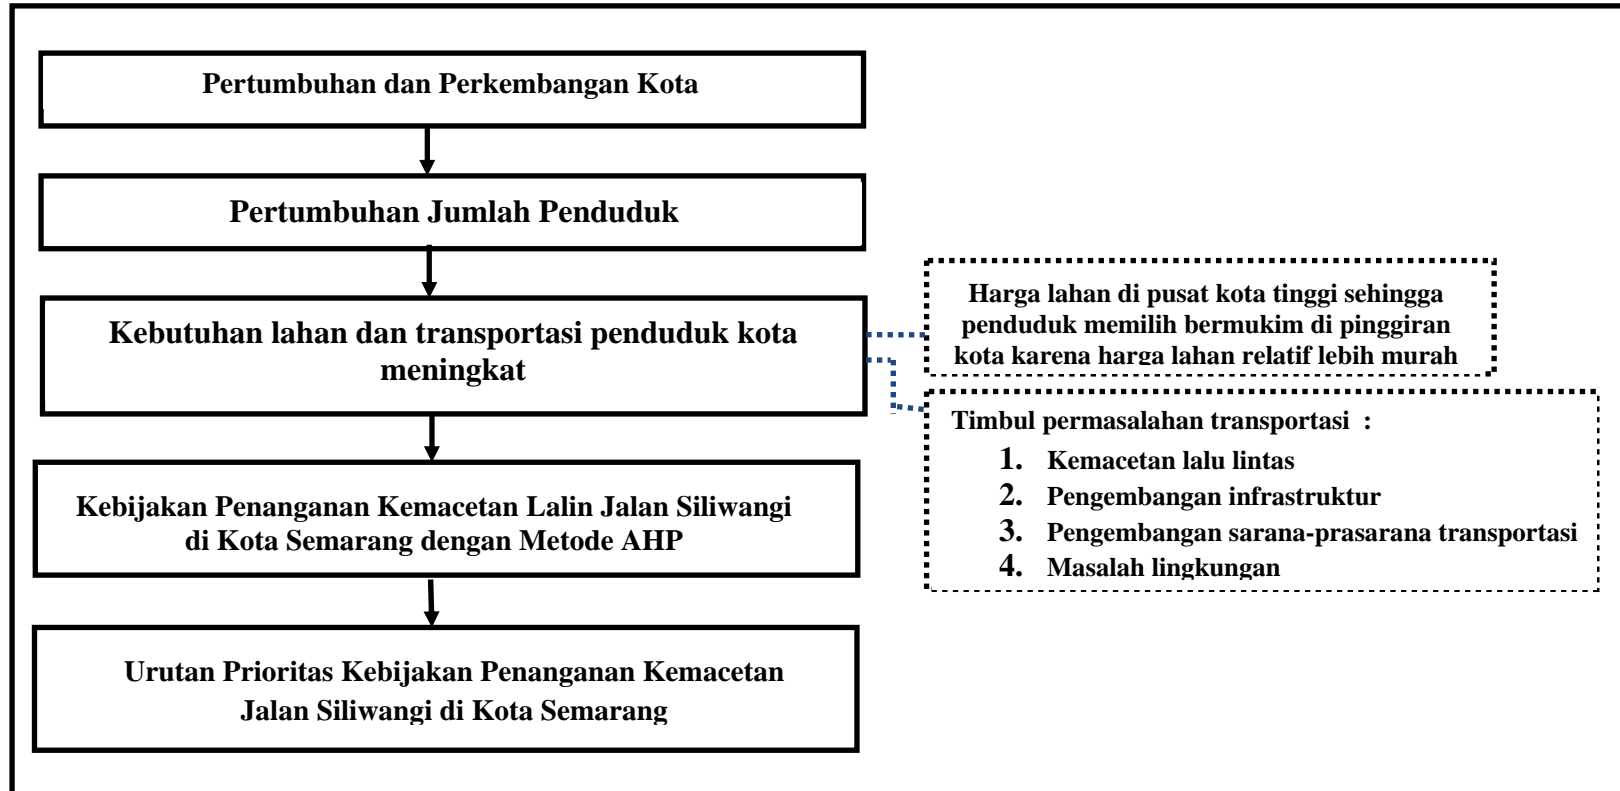 Pertumbuhan dan Perkembangan Kota
Pertumbuhan Jumlah Penduduk
Kebutuhan lahan dan transportasi penduduk kota
meningkat
Harga lahan di pusat kota tinggi sehingga
penduduk memilih bermukim di pinggiran
kota karena harga lahan relatif lebih murah
Timbul permasalahan transportasi :
1. Kemacetan lalu lintas
2. Pengembangan infrastruktur
3. Pengembangan sarana-prasarana transportasi
4. Masalah lingkungan
Kebijakan Penanganan Kemacetan Lalin Jalan Siliwangi
di Kota Semarang dengan Metode AHP
Urutan Prioritas Kebijakan Penanganan Kemacetan
Jalan Siliwangi di Kota Semarang